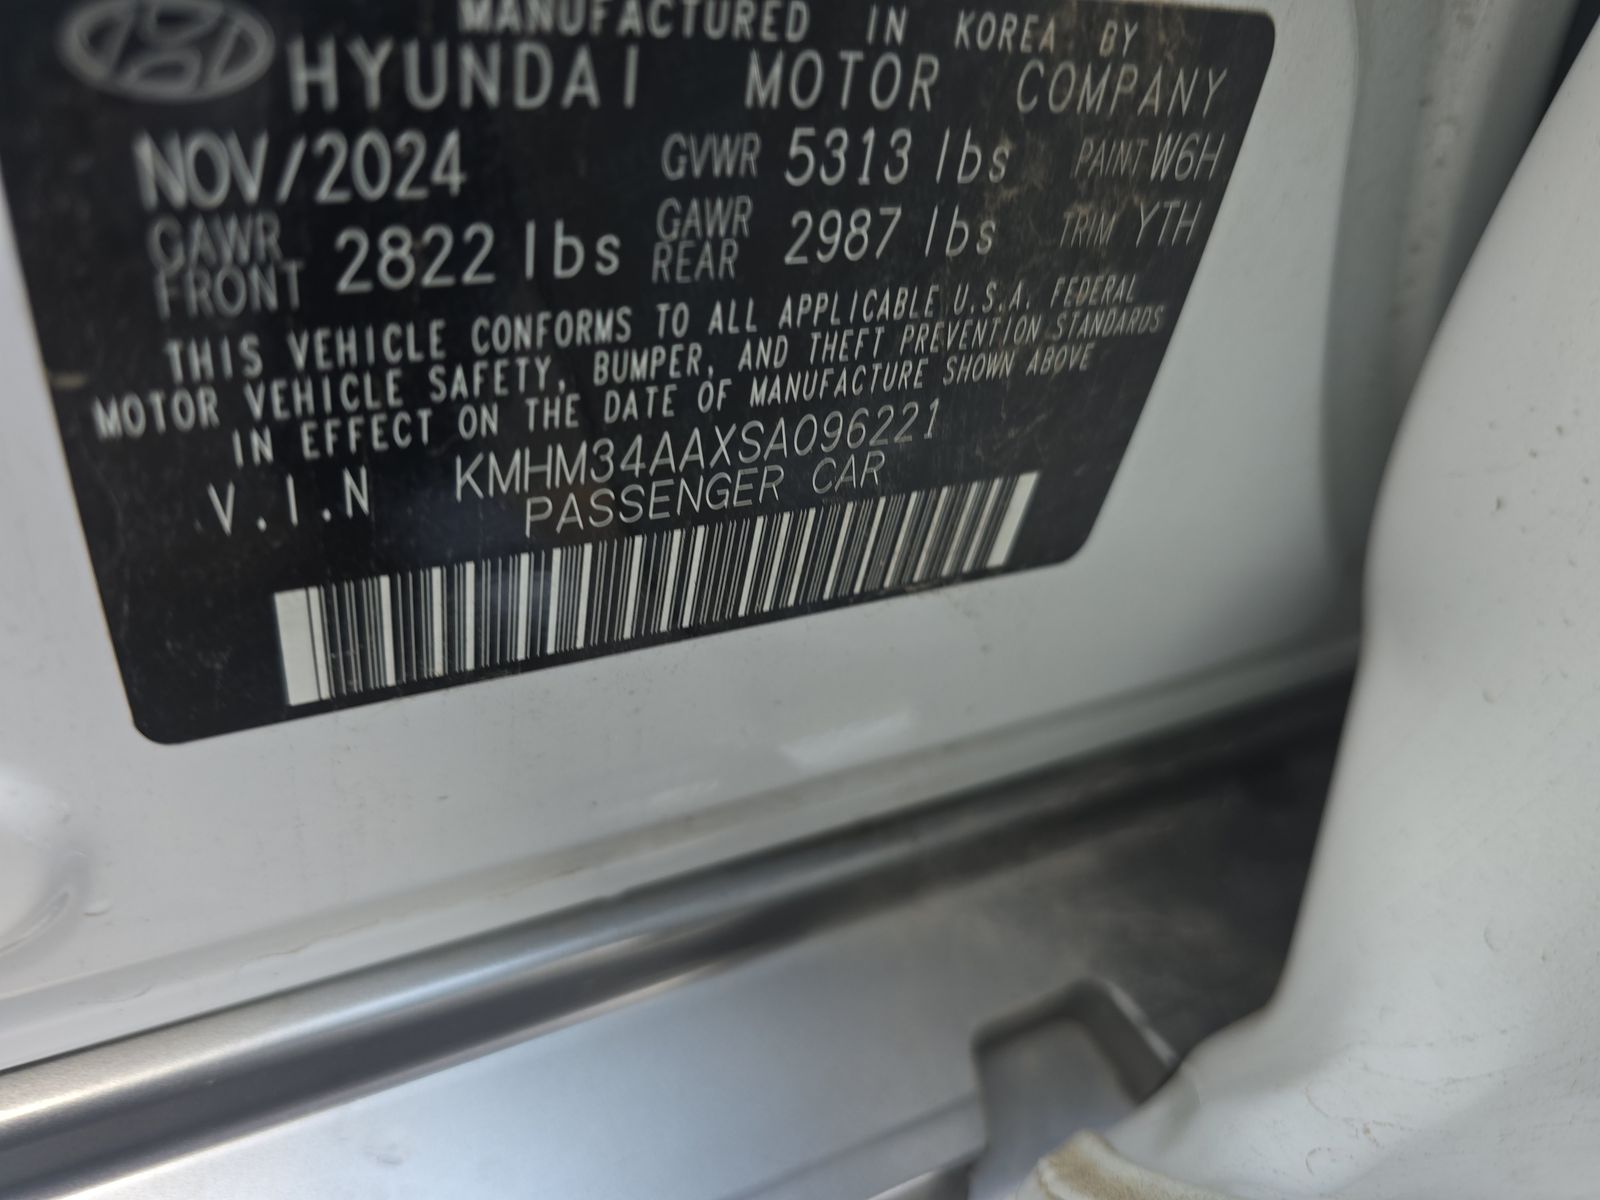 MANUFACTURED IN KOREA BY
HYUNDAI MOTOR COMPANY
NOV/2024 GVWR 5313 lbs PAINT W6H
GAWR FRONT 2822 lbs GAWR REAR 2987 lbs TRIM YTH
THIS VEHICLE CONFORMS TO ALL APPLICABLE U.S.A. FEDERAL
MOTOR VEHICLE SAFETY, BUMPER, AND THEFT PREVENTION STANDARDS
IN EFFECT ON THE DATE OF MANUFACTURE SHOWN ABOVE
V.I.N KMHM34AAXSA096221
PASSENGER CAR